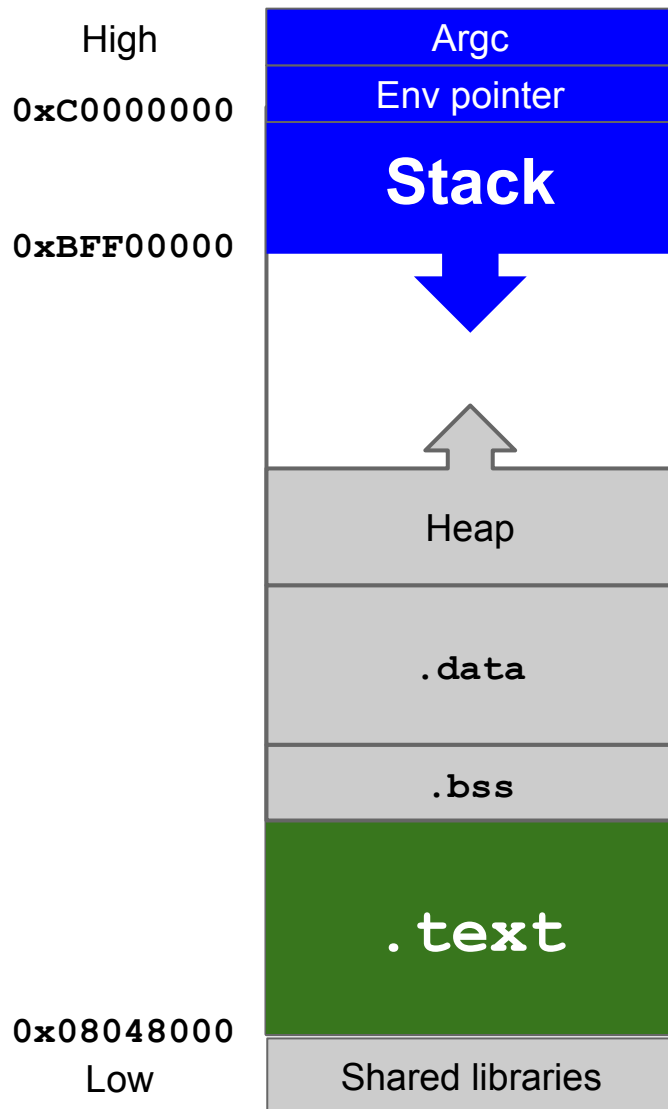 High
Argc
0xC0000000
Env pointer
Stack
0xBFF00000
Heap
.data
.bss
.text
0x08048000
Low
Shared libraries